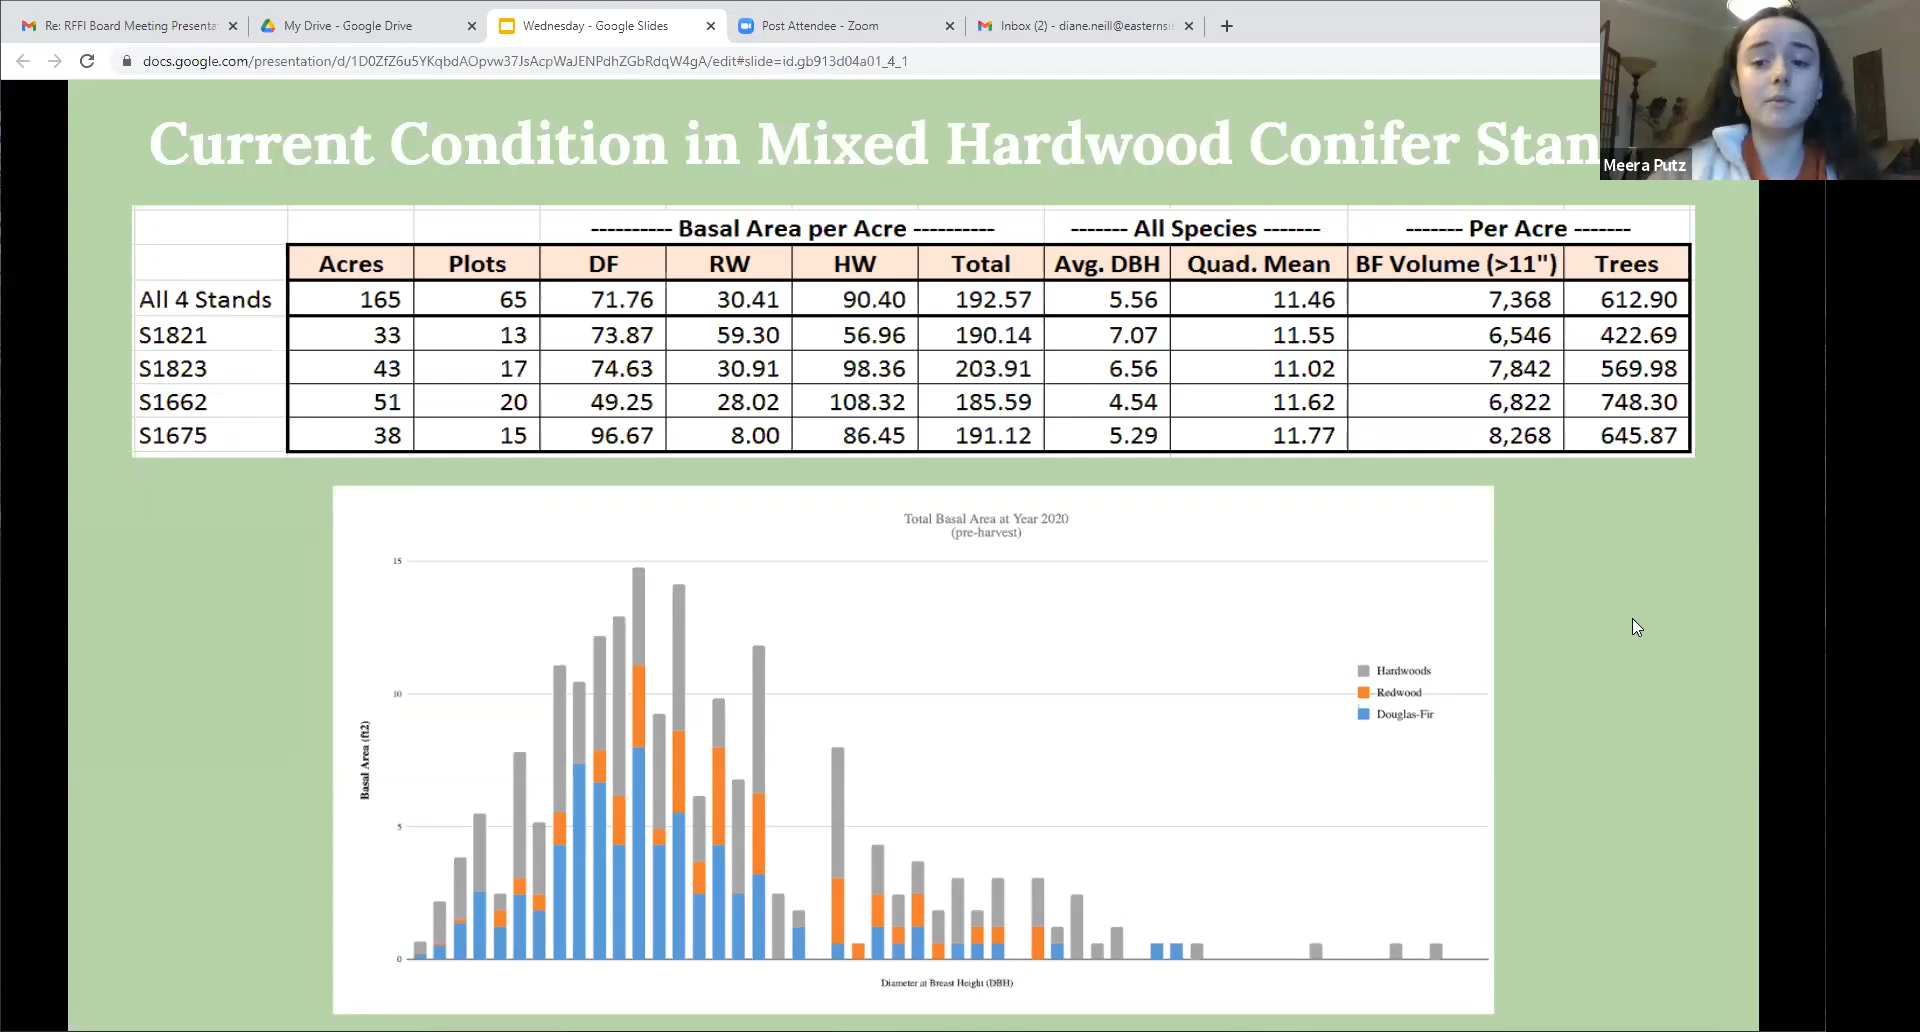 Re: RFFI Board Meeting Presenta
My Drive - Google Drive
Wednesday - Google Slides
Post Attendee - Zoom
Inbox (2) - diane.neill@easterns
docs.google.com/presentation/d/1D0ZfZ6u5YKqbdAOpvw37JsAcpWaJENPdhZGbRdqW4gA/edit#slide=id.gb913d04a01_4_1
Meera Putz
Current Condition in Mixed Hardwood Conifer Stan
---------- Basal Area per Acre ---------- ------- All Species ------- ------- Per Acre -------
Acres Plots DF RW HW Total Avg. DBH Quad. Mean BF Volume (>11") Trees
All 4 Stands 165 65 71.76 30.41 90.40 192.57 5.56 11.46 7,368 612.90
S1821 33 13 73.87 59.30 56.96 190.14 7.07 11.55 6,546 422.69
S1823 43 17 74.63 30.91 98.36 203.91 6.56 11.02 7,842 569.98
S1662 51 20 49.25 28.02 108.32 185.59 4.54 11.62 6,822 748.30
S1675 38 15 96.67 8.00 86.45 191.12 5.29 11.77 8,268 645.87
Total Basal Area at Year 2020
(pre-harvest)
15
10
5
0
Basal Area (ft2)
Hardwoods
Redwood
Douglas-Fir
Diameter at Breast Height (DBH)